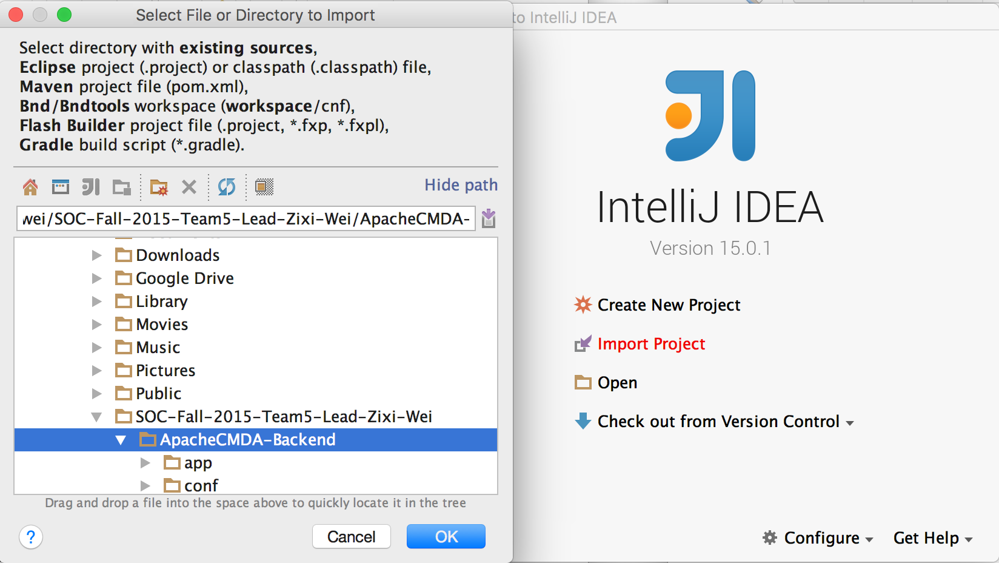 Select File or Directory to Import
Select directory with existing sources,
Eclipse project (.project) or classpath (.classpath) file,
Maven project file (pom.xml),
Bnd/Bndtools workspace (workspace/cnf),
Flash Builder project file (.project, *.fxp, *.fxpl),
Gradle build script (*.gradle).
Hide path
wei/SOC-Fall-2015-Team5-Lead-Zixi-Wei/ApacheCMDA-
Downloads
Google Drive
Library
Movies
Music
Pictures
Public
SOC-Fall-2015-Team5-Lead-Zixi-Wei
ApacheCMDA-Backend
app
conf
Drag and drop a file into the space above to quickly locate it in the tree
?
Cancel
OK
to IntelliJ IDEA
IntelliJ IDEA
Version 15.0.1
Create New Project
Import Project
Open
Check out from Version Control
Configure
Get Help